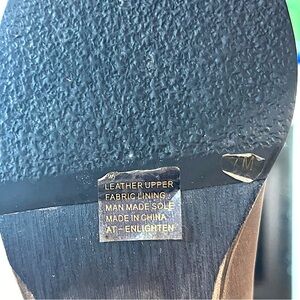 LEATHER UPPER
FABRIC LINING
MAN MADE SOLE
MADE IN CHINA
AT - ENLIGHTEN